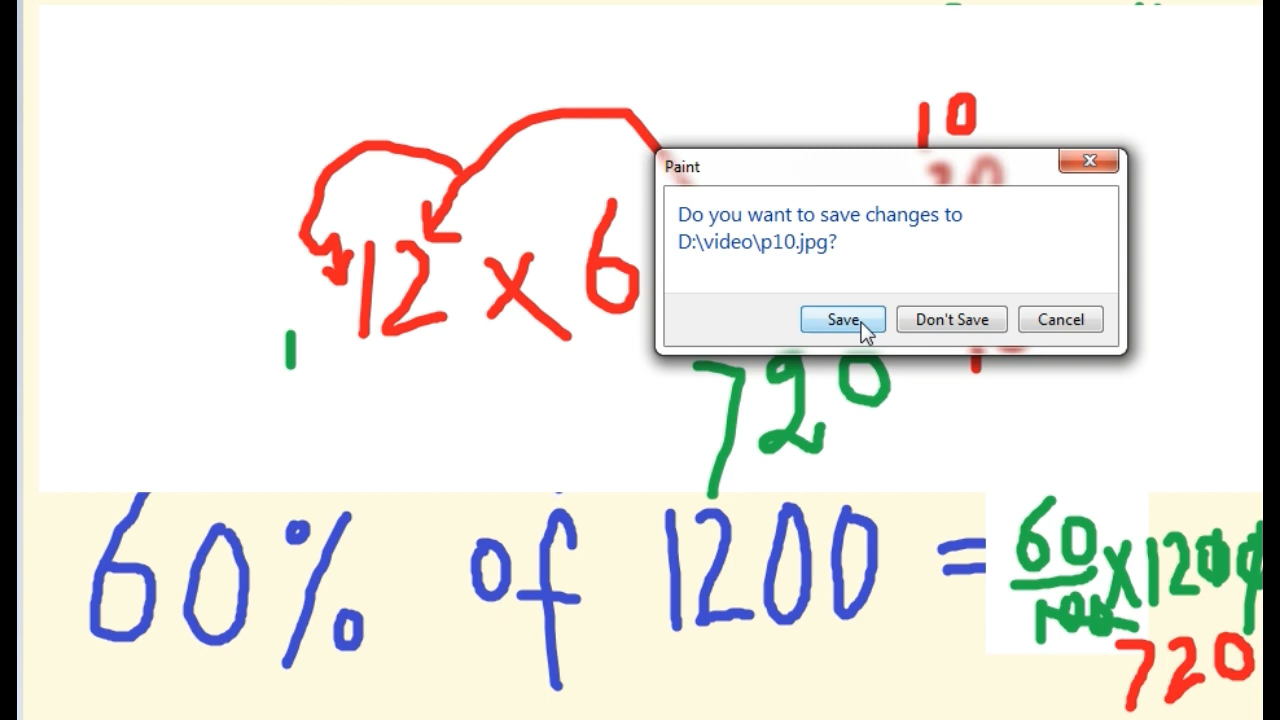 10
Paint
Do you want to save changes to
D:\video\p10.jpg?
12 x 6
Save Don't Save Cancel
1
720
60% of 1200 = 60/100 x 1200
720